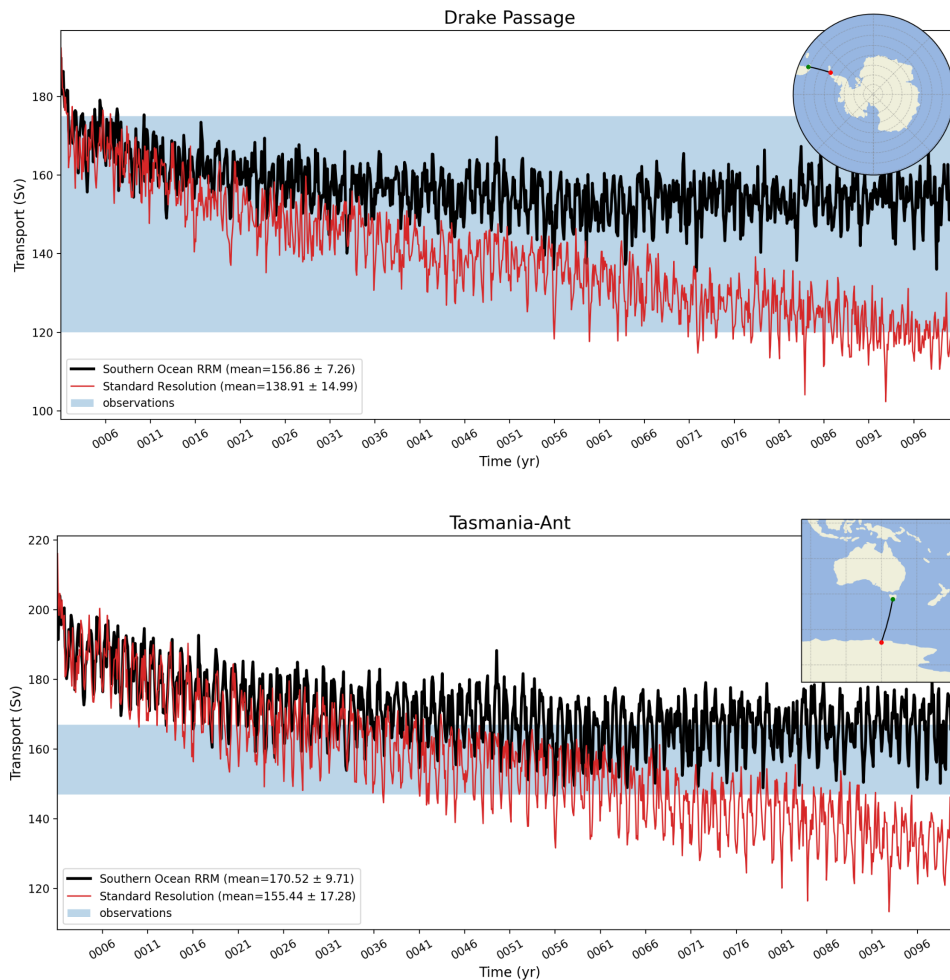 Drake Passage
Transport (Sv)
180
160
140
120
100
Southern Ocean RRM (mean=156.86 ± 7.26)
Standard Resolution (mean=138.91 ± 14.99)
observations
0006 0011 0016 0021 0026 0031 0036 0041 0046 0051 0056 0061 0066 0071 0076 0081 0086 0091 0096
Time (yr)
Tasmania-Ant
Transport (Sv)
220
200
180
160
140
120
Southern Ocean RRM (mean=170.52 ± 9.71)
Standard Resolution (mean=155.44 ± 17.28)
observations
0006 0011 0016 0021 0026 0031 0036 0041 0046 0051 0056 0061 0066 0071 0076 0081 0086 0091 0096
Time (yr)